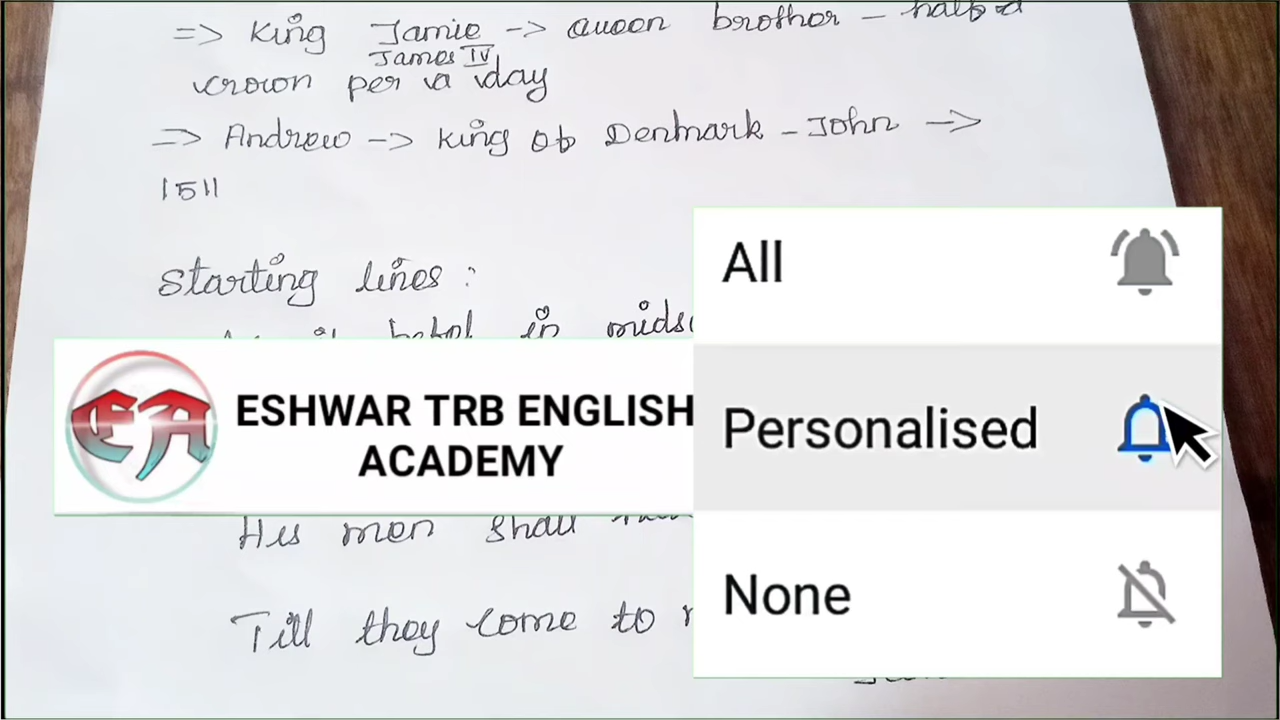 => King Jamie -> Queen brother - half a
James IV
crown per a day
=> Andrew -> King of Denmark - John =>
1511
Starting lines :
in
ESHWAR TRB ENGLISH
ACADEMY
All
Personalised
None
His men shall
Till they come to